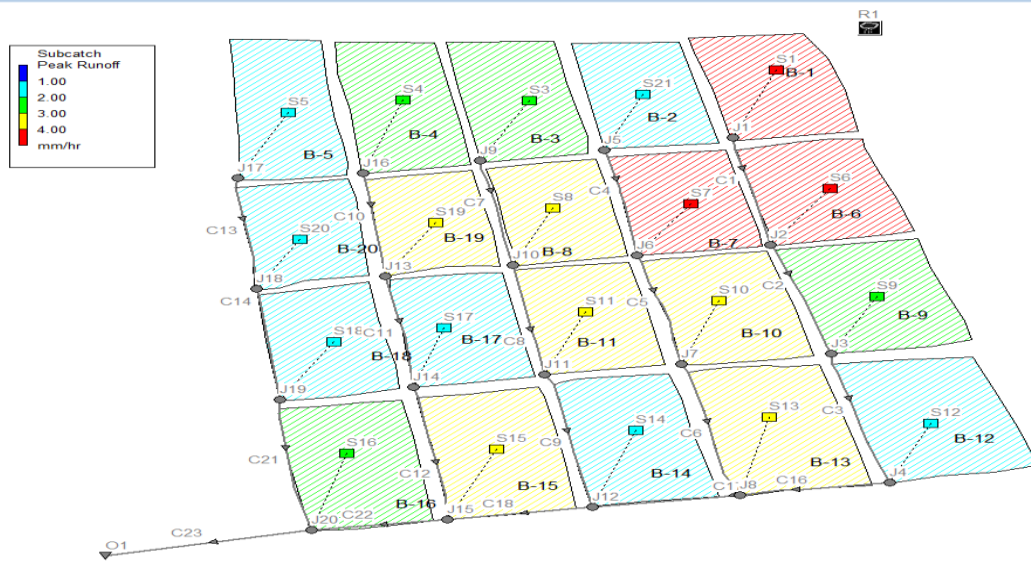 R1
Subcatch
Peak Runoff
1.00
2.00
3.00
4.00
mm/hr
S1
B-1
S21
B-2
S3
B-3
S4
B-4
S5
B-5
J1
J5
J9
J16
J17
S6
B-6
C1
S7
B-7
C4
S8
B-8
C7
S19
B-19
C10
S20
B-20
C13
J2
J6
J10
J13
J18
C14
S9
B-9
C2
S10
B-10
C5
S11
B-11
C8
S17
B-17
C11
S18
B-18
J3
J7
J11
J14
J19
S12
B-12
C3
S13
B-13
C6
S14
B-14
C9
S15
B-15
C12
S16
B-16
C21
J4
C16
J8
J12
C18
J15
C22
J20
C23
O1